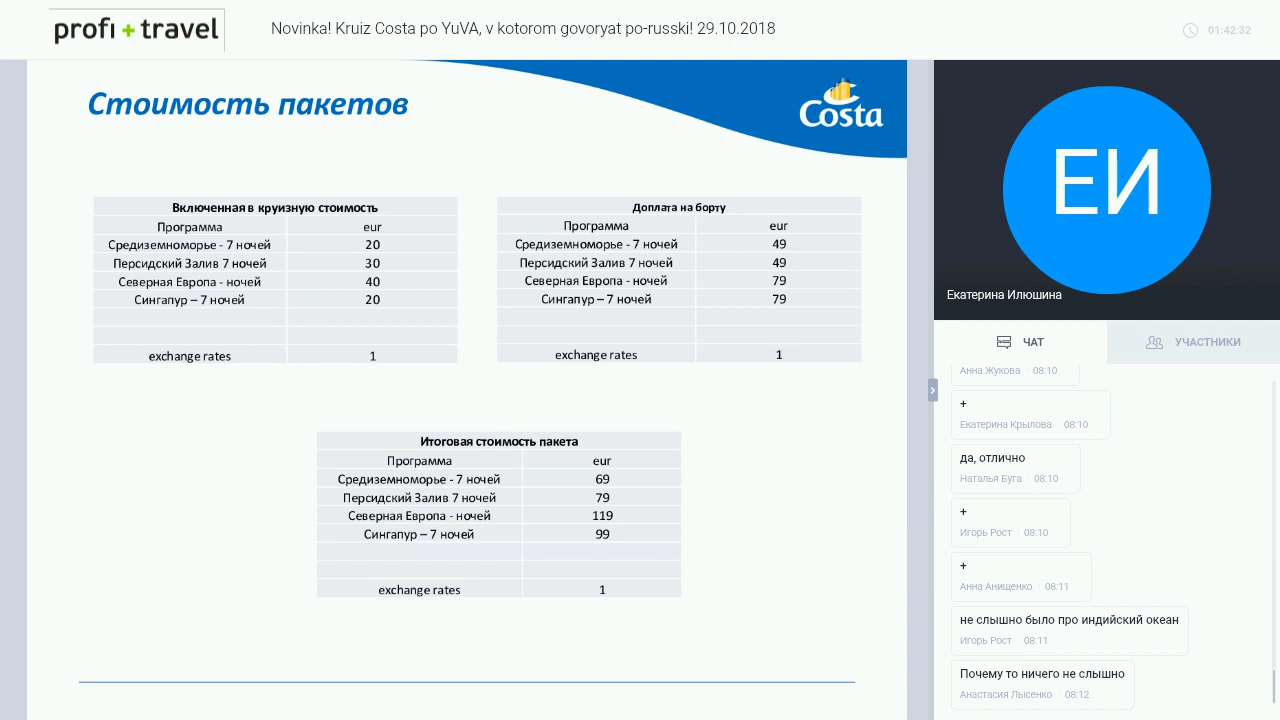 profi + travel
Novinka! Kruiz Costa po YuVA, v kotorom govoryat po-russki! 29.10.2018
01:42:32
Стоимость пакетов
Costa
Включенная в круизную стоимость
Программа eur
Средиземноморье - 7 ночей 20
Персидский Залив 7 ночей 30
Северная Европа - ночей 40
Сингапур – 7 ночей 20
exchange rates 1
Доплата на борту
Программа eur
Средиземноморье - 7 ночей 49
Персидский Залив 7 ночей 49
Северная Европа - ночей 79
Сингапур – 7 ночей 79
exchange rates 1
Итоговая стоимость пакета
Программа eur
Средиземноморье - 7 ночей 69
Персидский Залив 7 ночей 79
Северная Европа - ночей 119
Сингапур – 7 ночей 99
exchange rates 1
ЕИ
Екатерина Илюшина
ЧАТ
УЧАСТНИКИ
Анна Жукова · 08:10
+
Екатерина Крылова · 08:10
да, отлично
Наталья Буга · 08:10
+
Игорь Рост · 08:10
+
Анна Анищенко · 08:11
не слышно было про индийский океан
Игорь Рост · 08:11
Почему то ничего не слышно
Анастасия Лысенко · 08:12